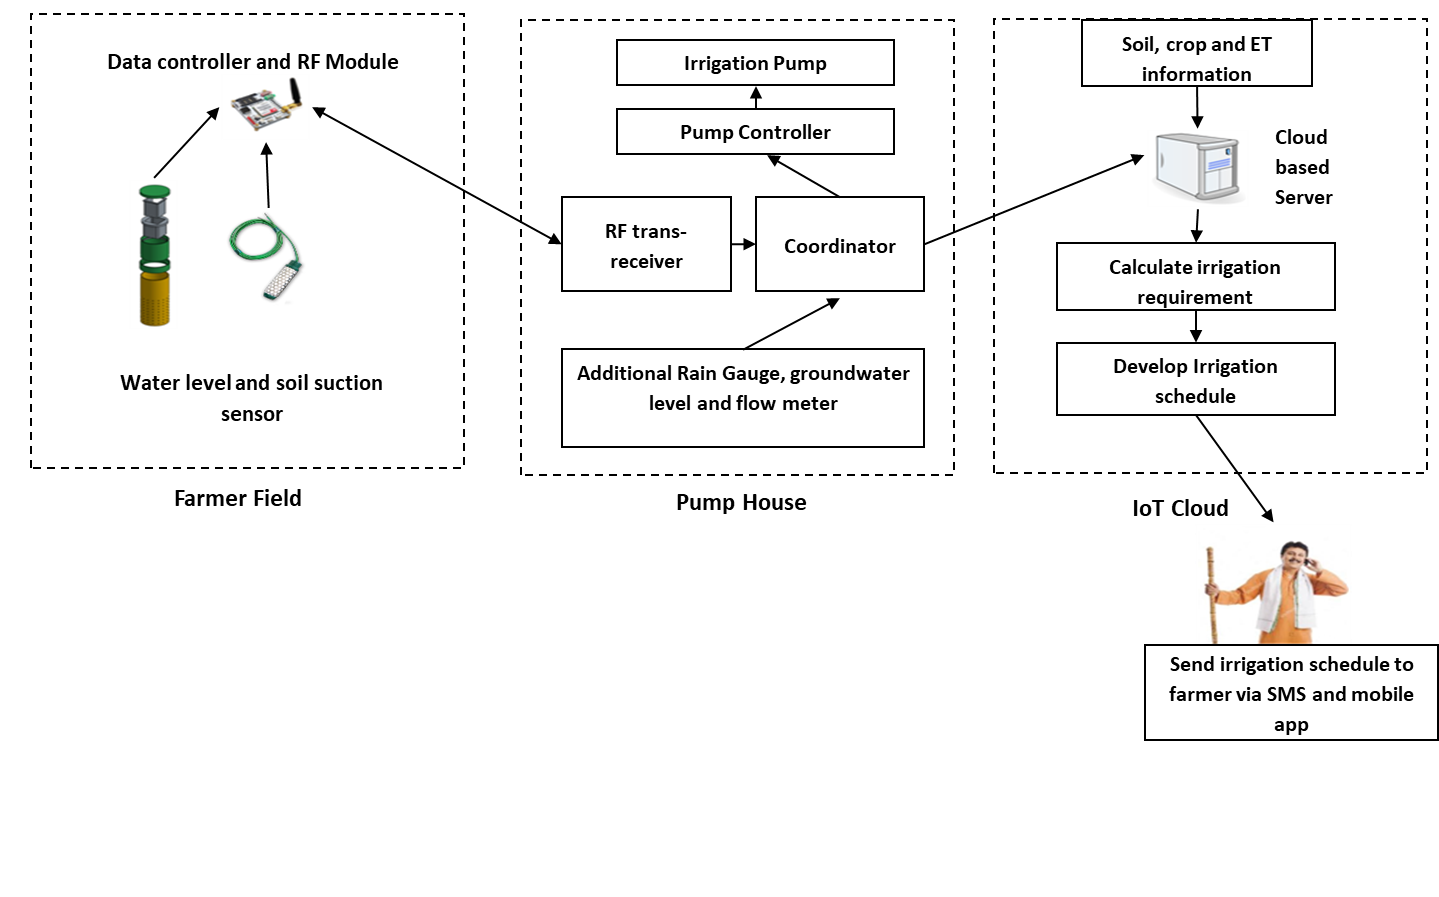 Data controller and RF Module
Water level and soil suction
sensor
Farmer Field
Irrigation Pump
Pump Controller
RF trans-
receiver
Coordinator
Additional Rain Gauge, groundwater
level and flow meter
Pump House
Soil, crop and ET
information
Cloud
based
Server
Calculate irrigation
requirement
Develop Irrigation
schedule
IoT Cloud
Send irrigation schedule to
farmer via SMS and mobile
app